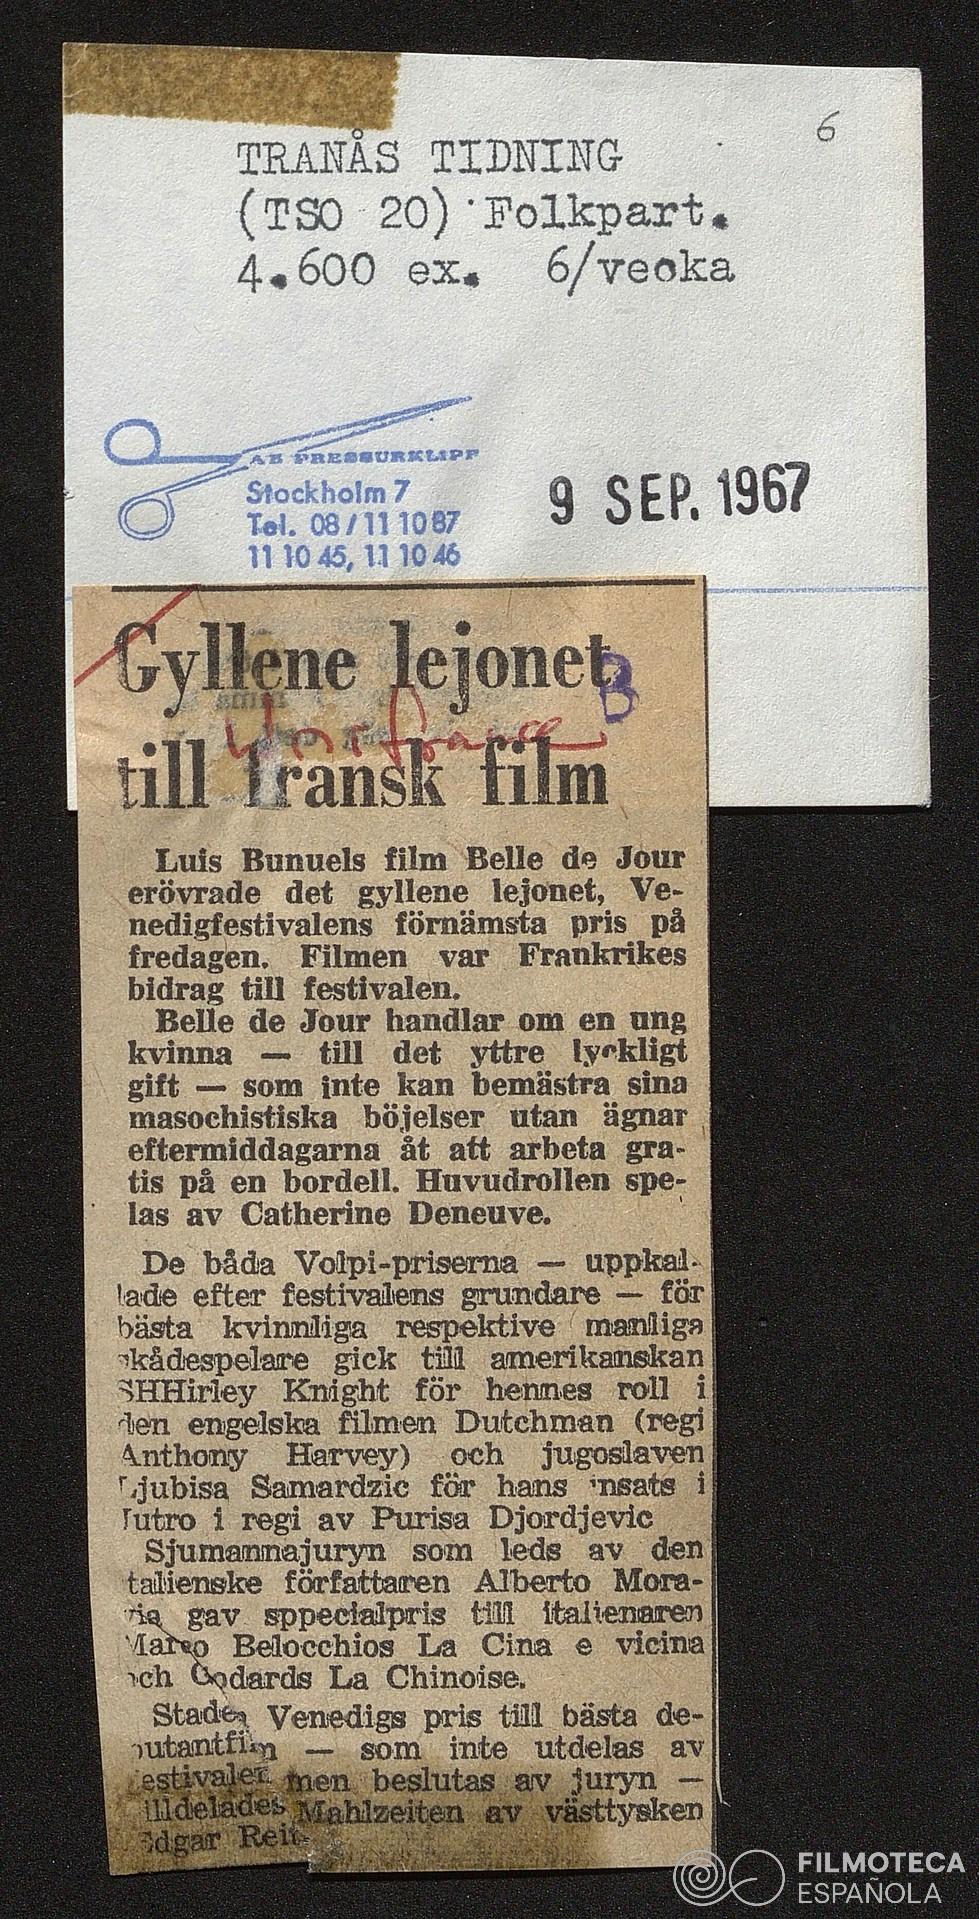 6
TRANÅS TIDNING
(TSO 20) Folkpart.
4.600 ex. 6/vecka
AB PRESSURKLIPP
Stockholm 7
Tel. 08/11 10 87
11 10 45, 11 10 46
9 SEP. 1967
Gyllene lejonet
B
till fransk film
Luis Bunuels film Belle de Jour
erövrade det gyllene lejonet, Ve-
nedigfestivalens förnämsta pris på
fredagen. Filmen var Frankrikes
bidrag till festivalen.
Belle de Jour handlar om en ung
kvinna — till det yttre lyckligt
gift — som inte kan bemästra sina
masochistiska böjelser utan ägnar
eftermiddagarna åt att arbeta gra-
tis på en bordell. Huvudrollen spe-
las av Catherine Deneuve.
De båda Volpi-priserna — uppkal-
lade efter festivalens grundare — för
bästa kvinnliga respektive manliga
skådespelare gick till amerikanskan
SHHirley Knight för hennes roll i
den engelska filmen Dutchman (regi
Anthony Harvey) och jugoslaven
Ljubisa Samardzic för hans insats i
Jutro i regi av Purisa Djordjevic
Sjumannajuryn som leds av den
italienske författaren Alberto Mora-
via gav sppecialpris till italienaren
Marco Belocchios La Cina e vicina
och Godards La Chinoise.
Staden Venedigs pris till bästa de-
butantfilm — som inte utdelas av
festivalen men beslutas av juryn —
tilldelades Mahlzeiten av västtysken
Edgar Reit
FILMOTECA
ESPAÑOLA